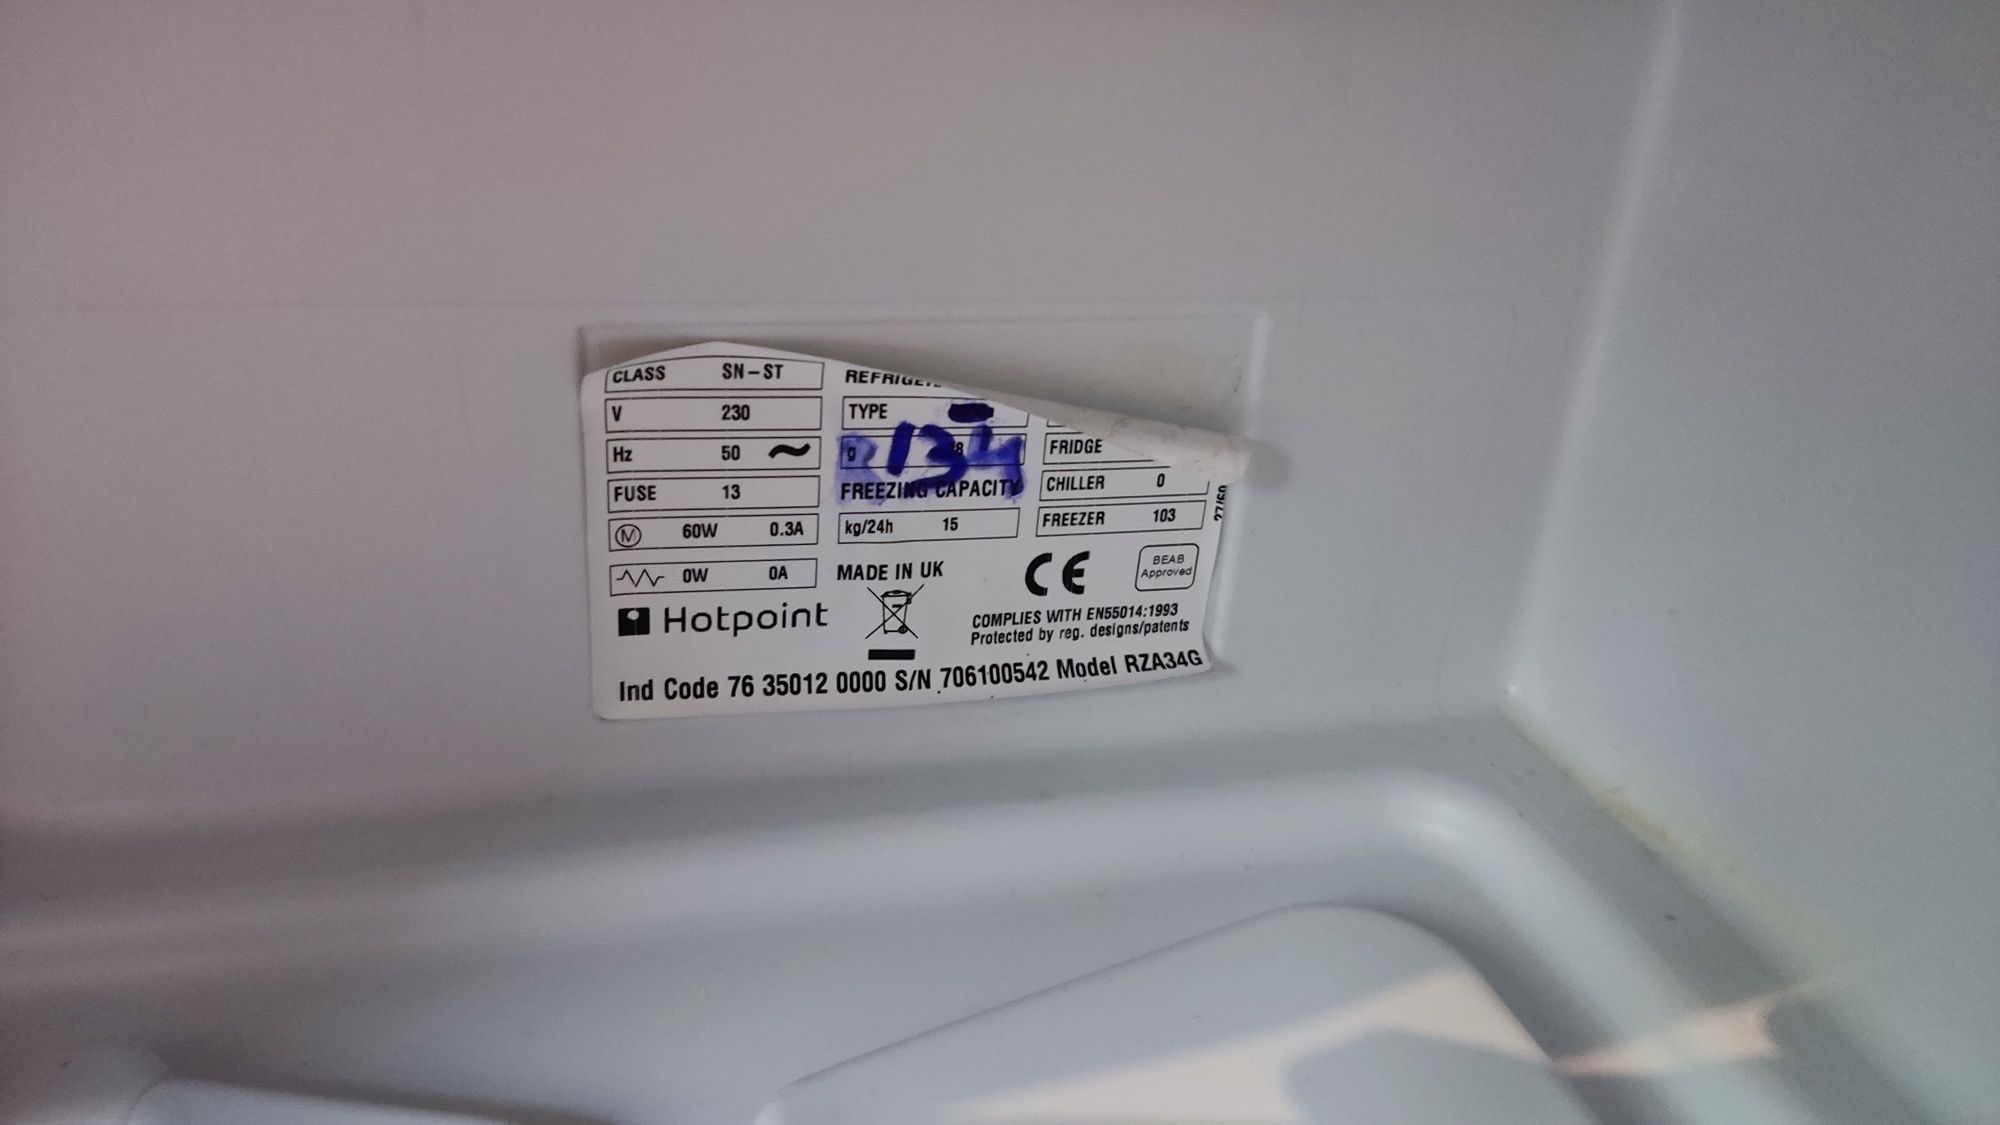 CLASS SN-ST
V 230
Hz 50 ~
FUSE 13
M 60W 0.3A
0W 0A
TYPE
g
FREEZING CAPACITY
kg/24h 15
FRIDGE
CHILLER 0
FREEZER 103
MADE IN UK
CE
BEAB
Approved
Hotpoint
COMPLIES WITH EN55014:1993
Protected by reg. designs/patents
Ind Code 76 35012 0000 S/N 706100542 Model RZA34G